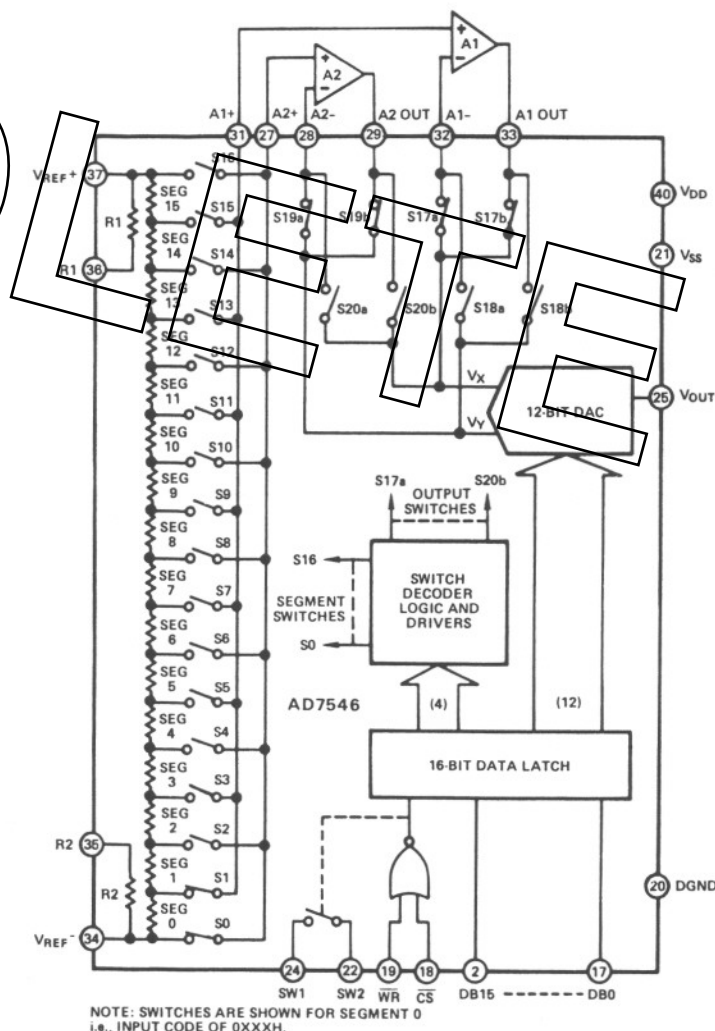 A1
A2
A1+ A2+ A2− A2 OUT A1− A1 OUT
31 27 28 29 32 33
VREF+ 37
R1
R1 36
40 VDD
21 VSS
25 VOUT
20 DGND
SEG 15
SEG 14
SEG 13
SEG 12
SEG 11
SEG 10
SEG 9
SEG 8
SEG 7
SEG 6
SEG 5
SEG 4
SEG 3
SEG 2
SEG 1
SEG 0
S16
S15
S14
S13
S12
S11
S10
S9
S8
S7
S6
S5
S4
S3
S2
S1
S0
S19a S19b S17a S17b
S20a S20b S18a S18b
VX
VY
12-BIT DAC
S17a S20b
OUTPUT
SWITCHES
S16
SEGMENT
SWITCHES
S0
SWITCH
DECODER
LOGIC AND
DRIVERS
AD7546
(4) (12)
16-BIT DATA LATCH
R2 35
R2
VREF− 34
24 22 19 18 2 17
SW1 SW2 WR CS DB15 DB0
NOTE: SWITCHES ARE SHOWN FOR SEGMENT 0
i.e., INPUT CODE OF 0XXXH.